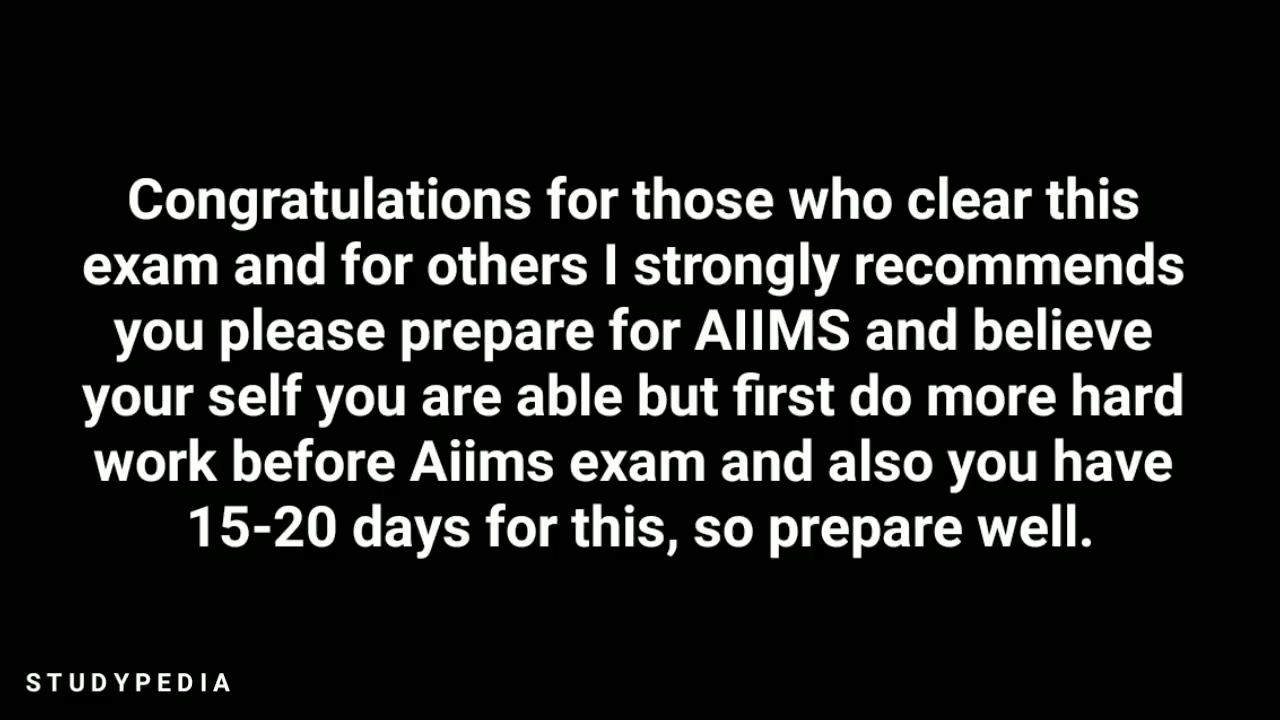 Congratulations for those who clear this
exam and for others I strongly recommends
you please prepare for AIIMS and believe
your self you are able but first do more hard
work before Aiims exam and also you have
15-20 days for this, so prepare well.
STUDYPEDIA